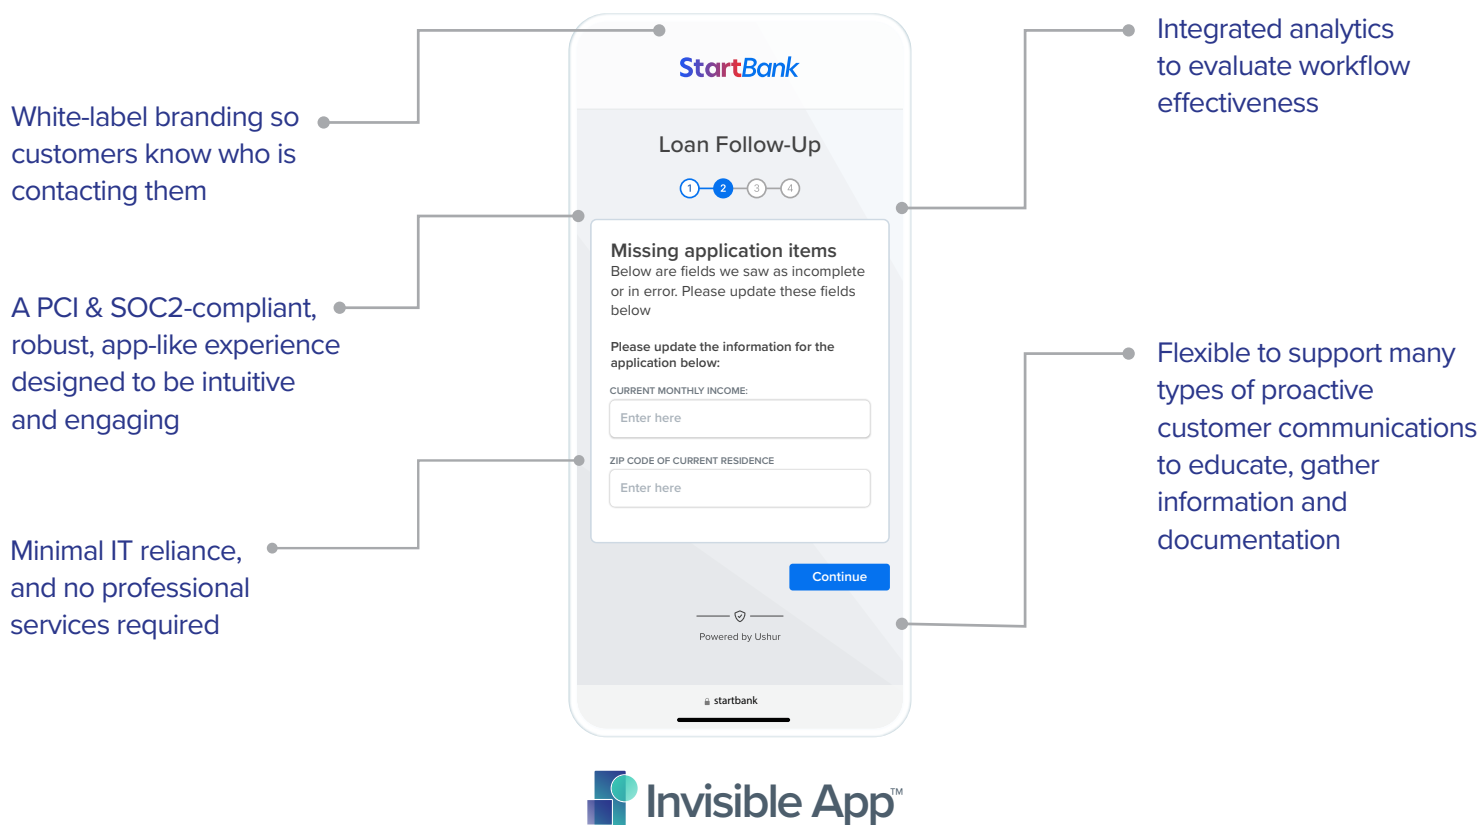 White-label branding so
customers know who is
contacting them
A PCI & SOC2-compliant,
robust, app-like experience
designed to be intuitive
and engaging
Minimal IT reliance,
and no professional
services required
StartBank
Loan Follow-Up
1 2 3 4
Missing application items
Below are fields we saw as incomplete
or in error. Please update these fields
below
Please update the information for the
application below:
CURRENT MONTHLY INCOME:
Enter here
ZIP CODE OF CURRENT RESIDENCE
Enter here
Continue
Powered by Ushur
startbank
Integrated analytics
to evaluate workflow
effectiveness
Flexible to support many
types of proactive
customer communications
to educate, gather
information and
documentation
Invisible App™